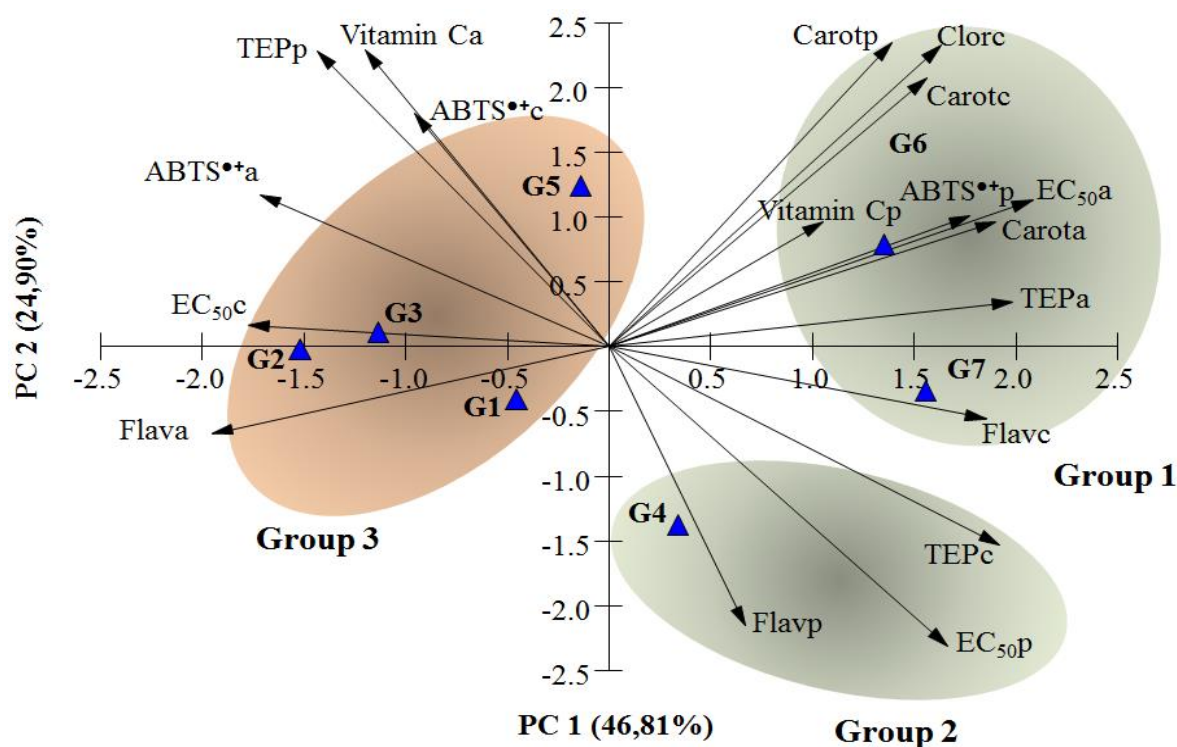 2.5
Vitamin Ca
TEPp
Carotp
Clorc
2.0
Carotc
ABTS•+c
1.5
G6
ABTS•+a
G5
ABTS•+p
EC₅₀a
1.0
Vitamin Cp
Carota
0.5
EC₅₀c
G3
TEPa
PC 2 (24,90%)
-2.5
-2.0
-1.5
-1.0
-0.5
0.5
1.0
1.5
2.0
2.5
G2
G7
G1
-0.5
Flava
Flavc
Group 1
-1.0
G4
Group 3
-1.5
TEPc
-2.0
Flavp
EC₅₀p
-2.5
PC 1 (46,81%)
Group 2